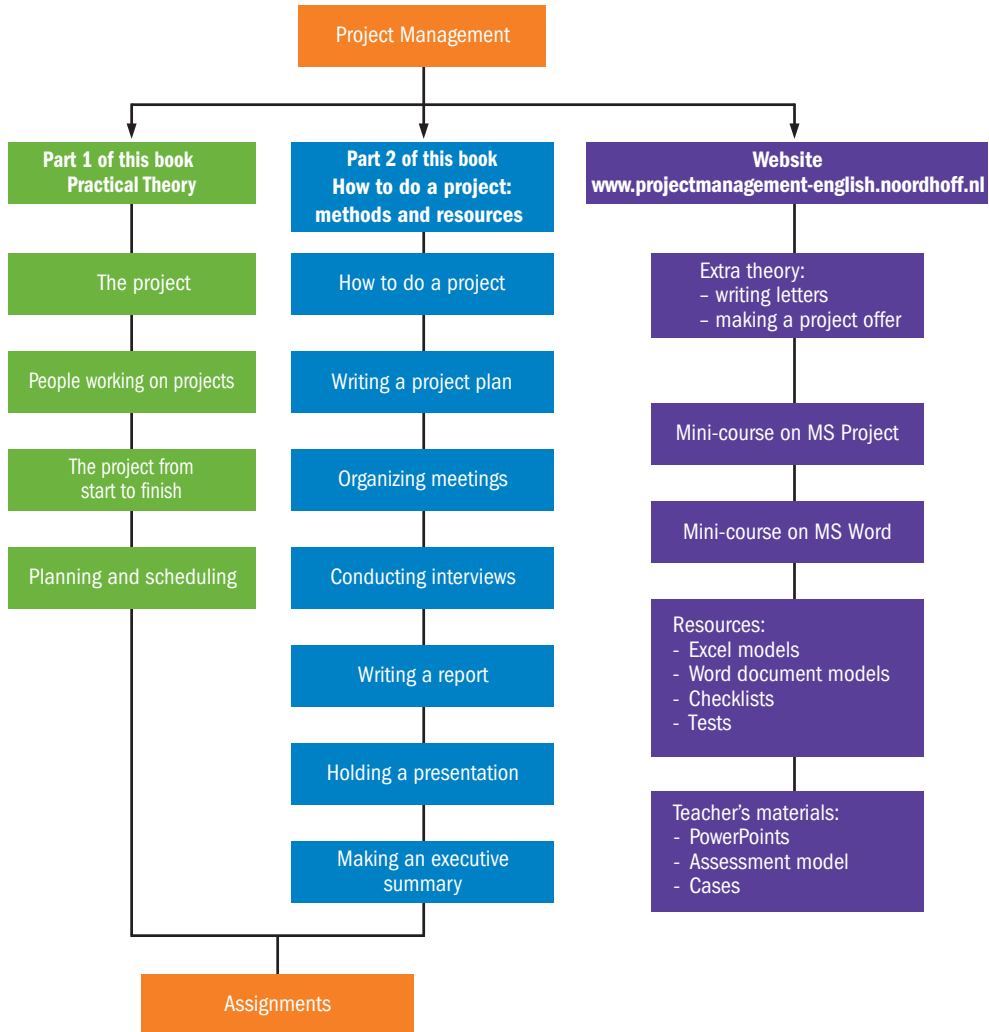 Project Management
Part 1 of this book
Practical Theory
The project
People working on projects
The project from
start to finish
Planning and scheduling
Part 2 of this book
How to do a project:
methods and resources
How to do a project
Writing a project plan
Organizing meetings
Conducting interviews
Writing a report
Holding a presentation
Making an executive
summary
Website
www.projectmanagement-english.noordhoff.nl
Extra theory:
– writing letters
– making a project offer
Mini-course on MS Project
Mini-course on MS Word
Resources:
- Excel models
- Word document models
- Checklists
- Tests
Teacher's materials:
- PowerPoints
- Assessment model
- Cases
Assignments